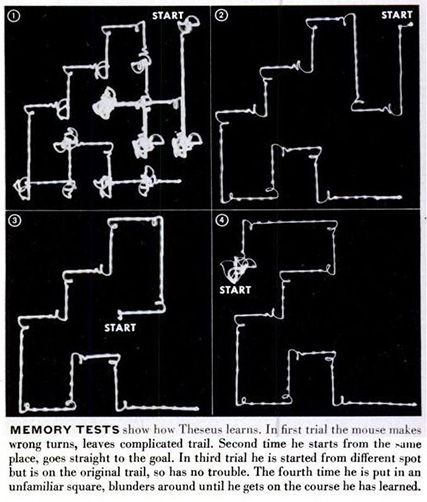 1
START
2
START
3
START
4
START
MEMORY TESTS show how Theseus learns. In first trial the mouse makes
wrong turns, leaves complicated trail. Second time he starts from the same
place, goes straight to the goal. In third trial he is started from different spot
but is on the original trail, so has no trouble. The fourth time he is put in an
unfamiliar square, blunders around until he gets on the course he has learned.